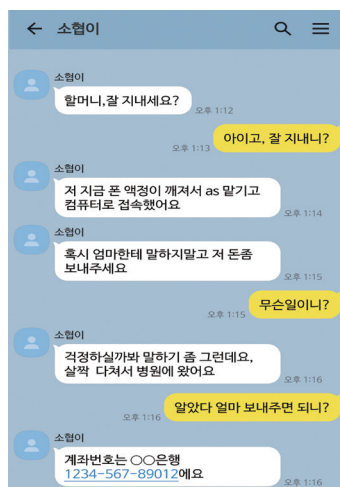 소협이
소협이
할머니,잘 지내세요?
오후 1:12
아이고, 잘 지내니?
오후 1:13
소협이
저 지금 폰 액정이 깨져서 as 맡기고
컴퓨터로 접속했어요
오후 1:14
소협이
혹시 엄마한테 말하지말고 저 돈좀
보내주세요
오후 1:15
무슨일이니?
오후 1:15
소협이
걱정하실까봐 말하기 좀 그런데요,
살짝 다쳐서 병원에 왔어요
오후 1:16
알았다 얼마 보내주면 되니?
오후 1:16
소협이
계좌번호는 〇〇은행
1234-567-89012에요
오후 1:16